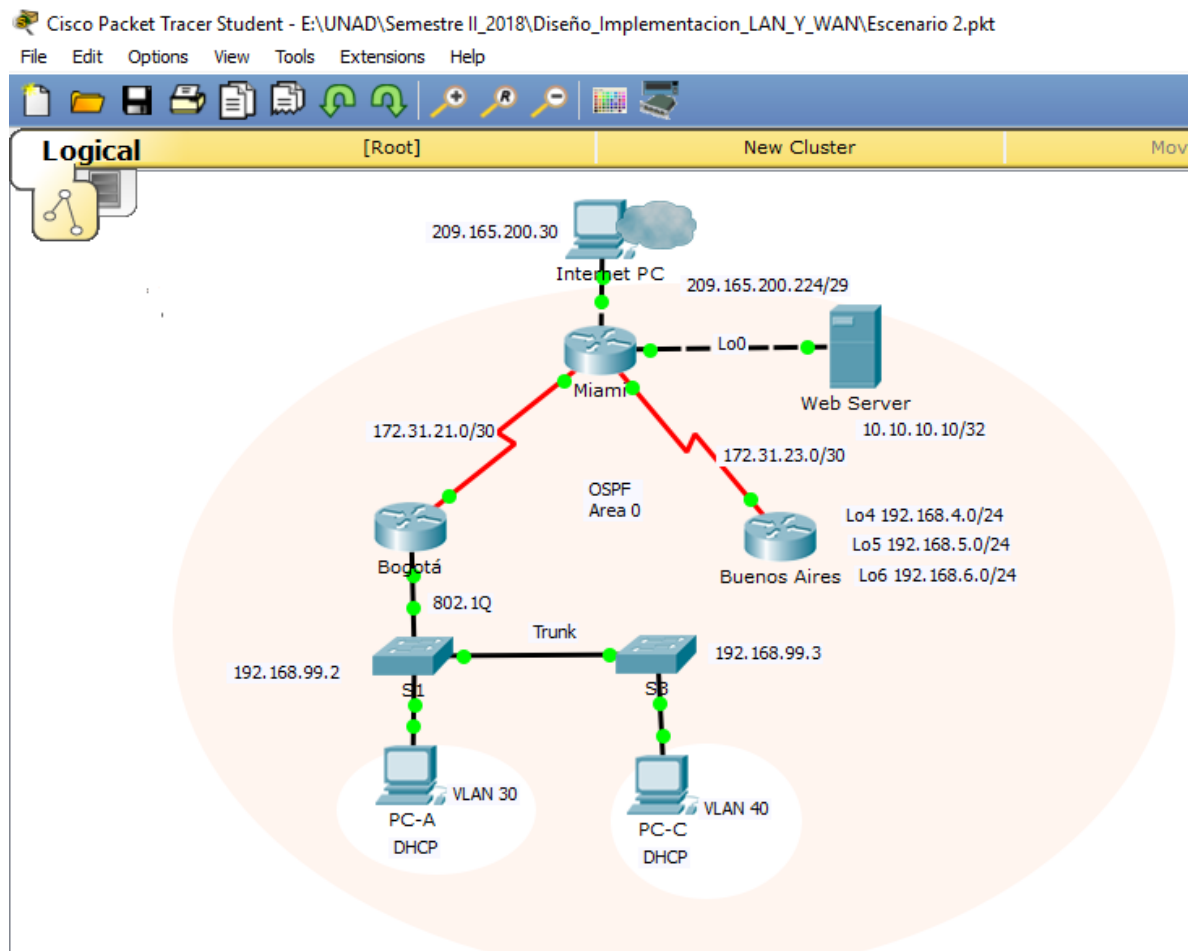 Cisco Packet Tracer Student - E:\UNAD\Semestre II_2018\Diseño_Implementacion_LAN_Y_WAN\Escenario 2.pkt
File Edit Options View Tools Extensions Help
R
Logical [Root] New Cluster Mov
209.165.200.30
Internet PC
209.165.200.224/29
Lo0
Miami
Web Server
10.10.10.10/32
172.31.21.0/30
172.31.23.0/30
OSPF
Area 0
Bogotá
Buenos Aires
Lo4 192.168.4.0/24
Lo5 192.168.5.0/24
Lo6 192.168.6.0/24
802.1Q
Trunk
192.168.99.2
S1
S3
192.168.99.3
VLAN 30
PC-A
DHCP
VLAN 40
PC-C
DHCP